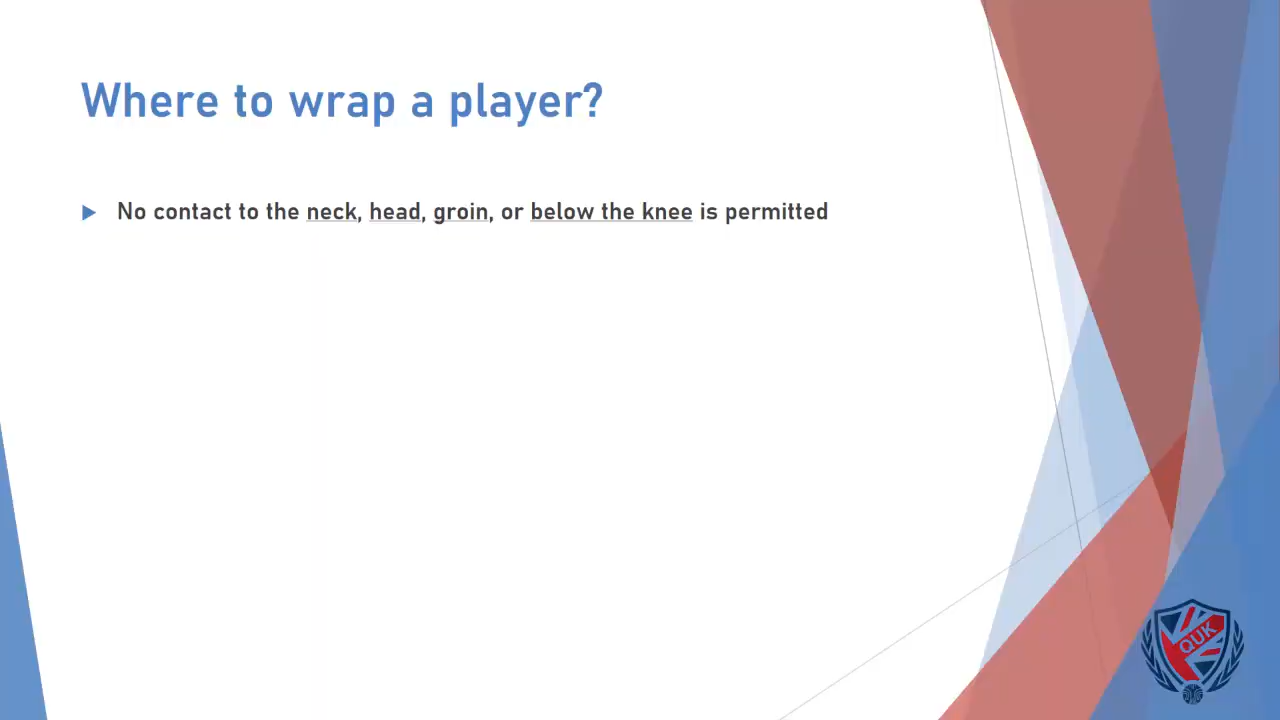 Where to wrap a player?
No contact to the neck, head, groin, or below the knee is permitted
QUK